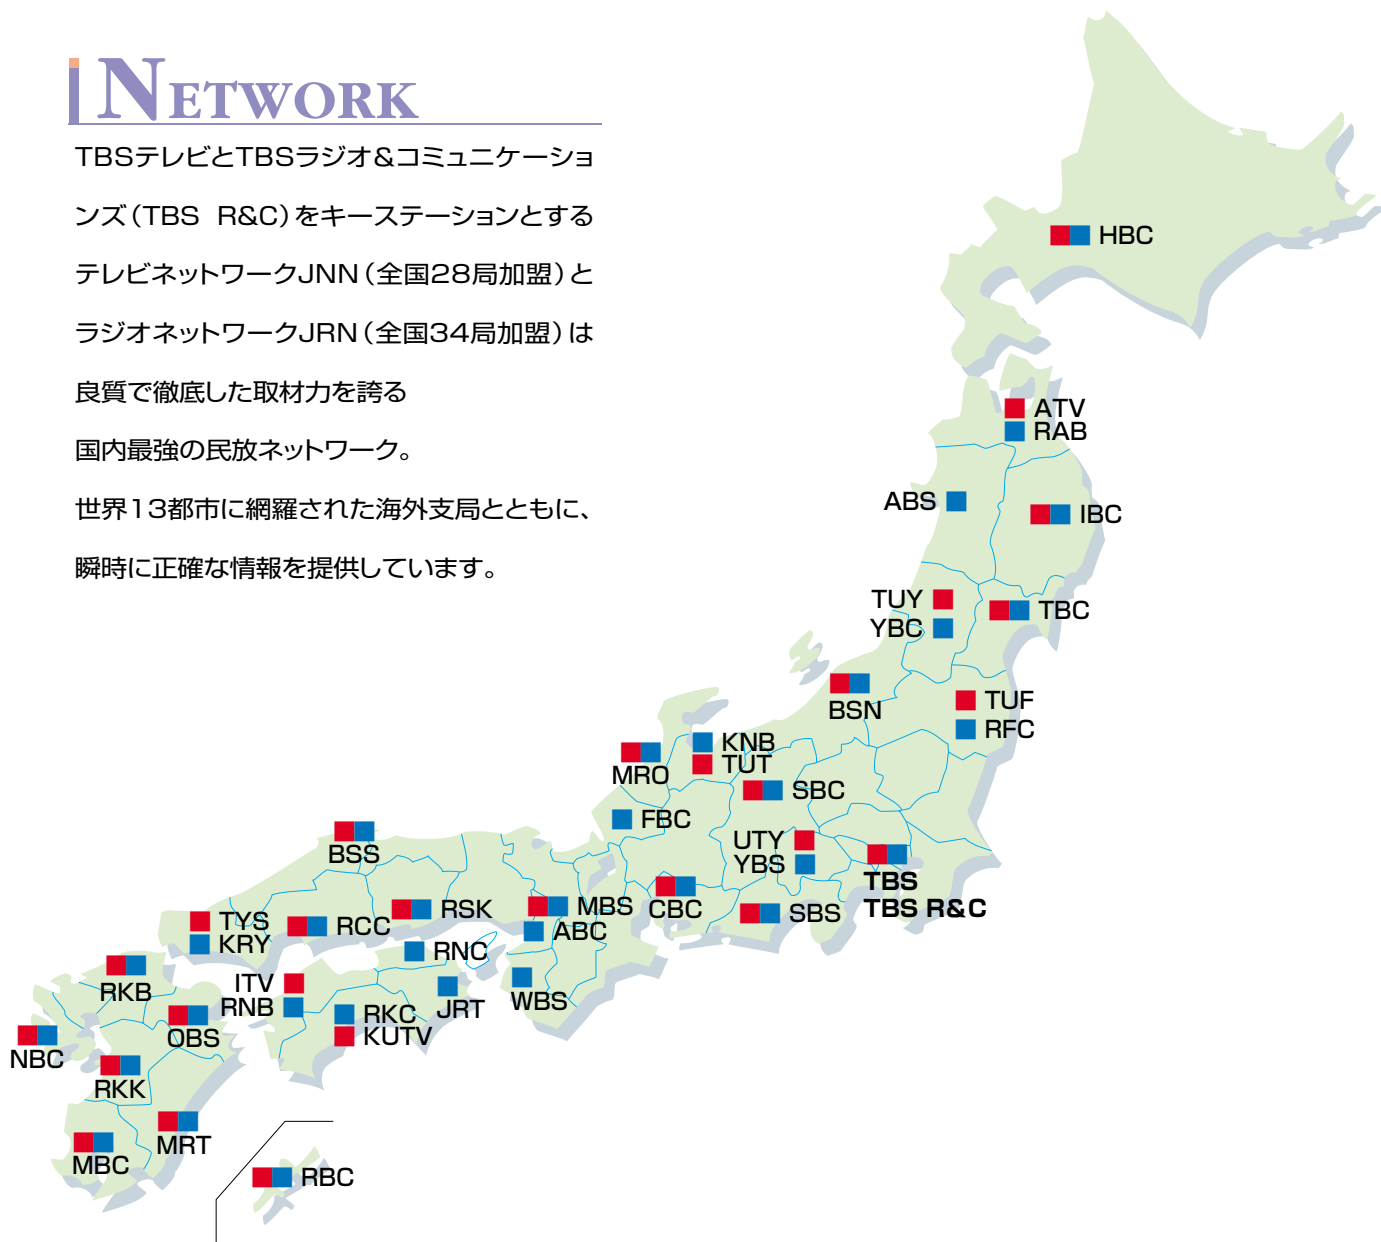 NETWORK
TBSテレビとTBSラジオ&コミュニケーショ
ンズ(TBS R&C)をキーステーションとする
テレビネットワークJNN(全国28局加盟)と
ラジオネットワークJRN(全国34局加盟)は
良質で徹底した取材力を誇る
国内最強の民放ネットワーク。
世界13都市に網羅された海外支局とともに、
瞬時に正確な情報を提供しています。
HBC
ATV
RAB
ABS
IBC
TUY
YBC
TBC
BSN
TUF
RFC
KNB
TUT
MRO
SBC
FBC
UTY
YBS
BSS
TBS
TBS R&C
CBC
SBS
MBS
ABC
RSK
RCC
TYS
KRY
RNC
WBS
JRT
ITV
RNB
RKC
KUTV
RKB
OBS
NBC
RKK
MRT
MBC
RBC